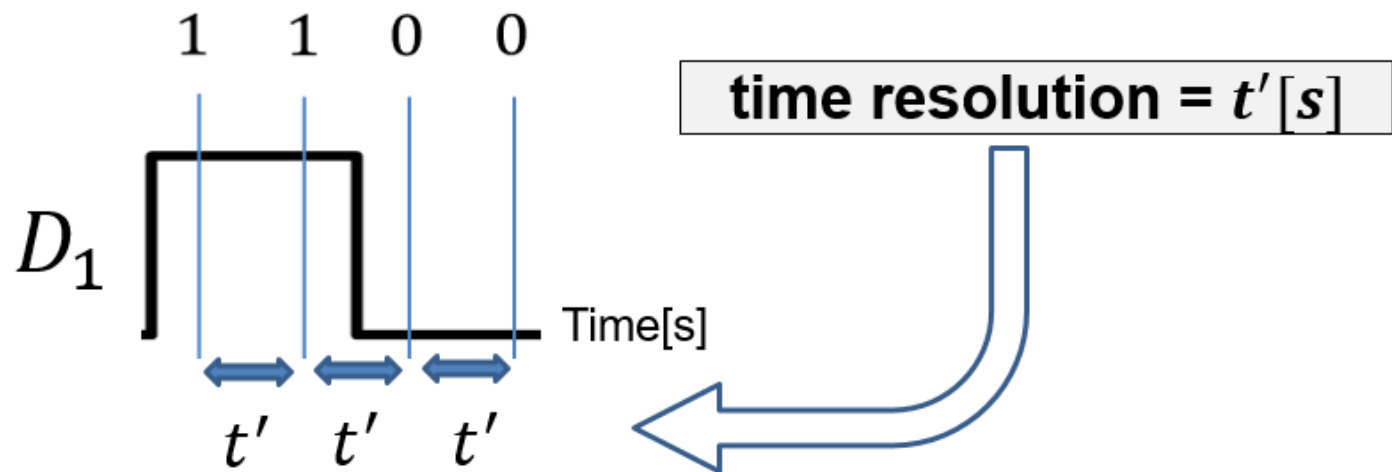 1 1 0 0
time resolution = t′[s]
D₁
Time[s]
t′ t′ t′